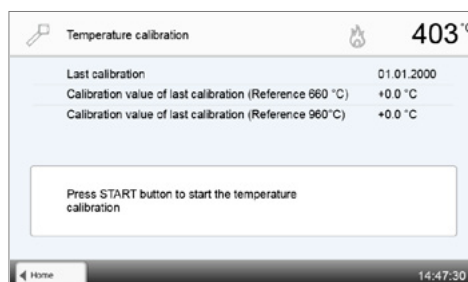 Temperature calibration 403°C
Last calibration 01.01.2000
Calibration value of last calibration (Reference 660 °C) +0.0 °C
Calibration value of last calibration (Reference 960°C) +0.0 °C
Press START button to start the temperature
calibration
Home 14:47:30